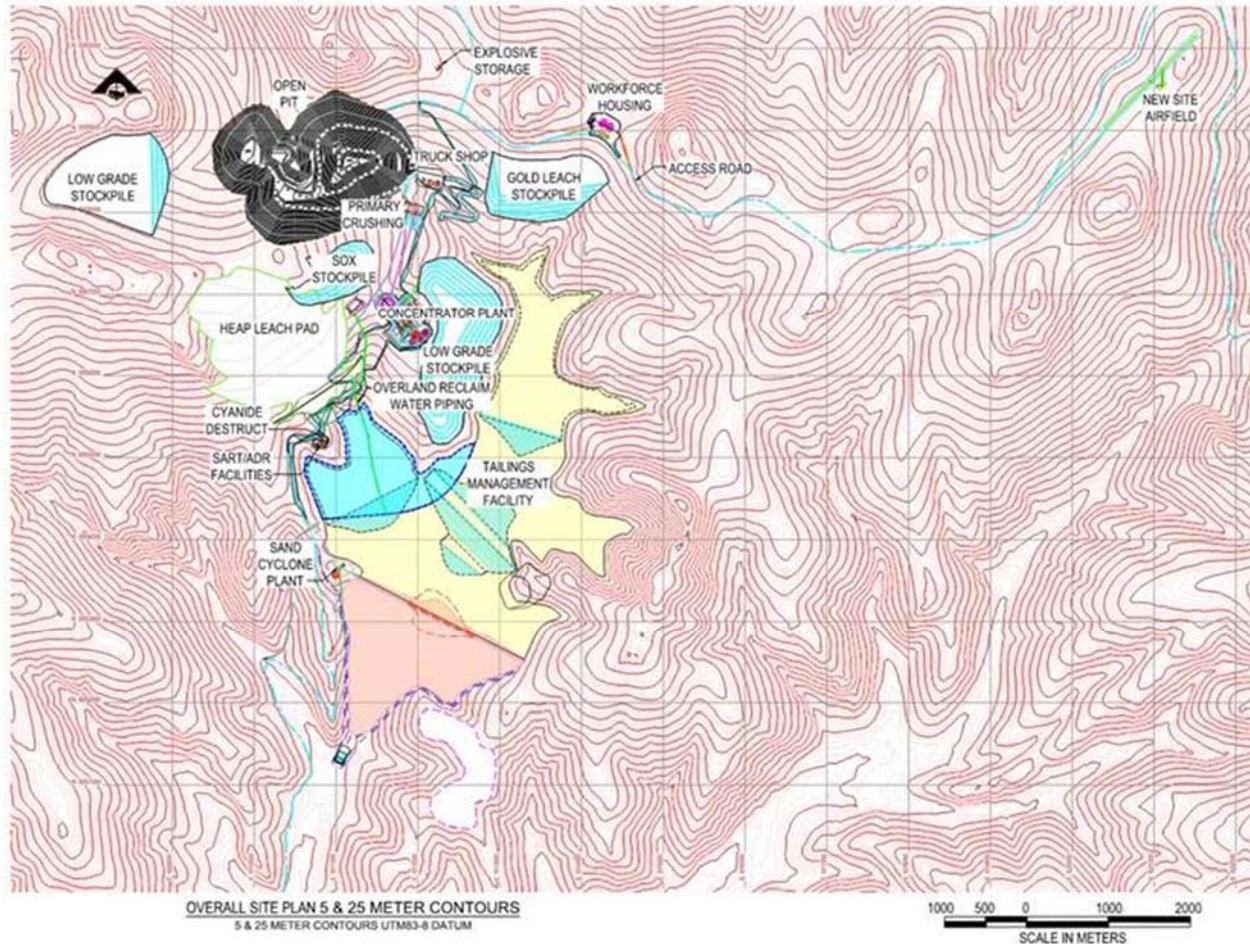 EXPLOSIVE
STORAGE
OPEN
PIT
WORKFORCE
HOUSING
NEW SITE
AIRFIELD
TRUCK SHOP
ACCESS ROAD
LOW GRADE
STOCKPILE
GOLD LEACH
STOCKPILE
PRIMARY
CRUSHING
SOX
STOCKPILE
CONCENTRATOR PLANT
HEAP LEACH PAD
LOW GRADE
STOCKPILE
OVERLAND RECLAIM
WATER PIPING
CYANIDE
DESTRUCT
SART/ADR
FACILITIES
TAILINGS
MANAGEMENT
FACILITY
SAND
CYCLONE
PLANT
OVERALL SITE PLAN 5 & 25 METER CONTOURS
5 & 25 METER CONTOURS UTM83-8 DATUM
1000 500 0 1000 2000
SCALE IN METERS